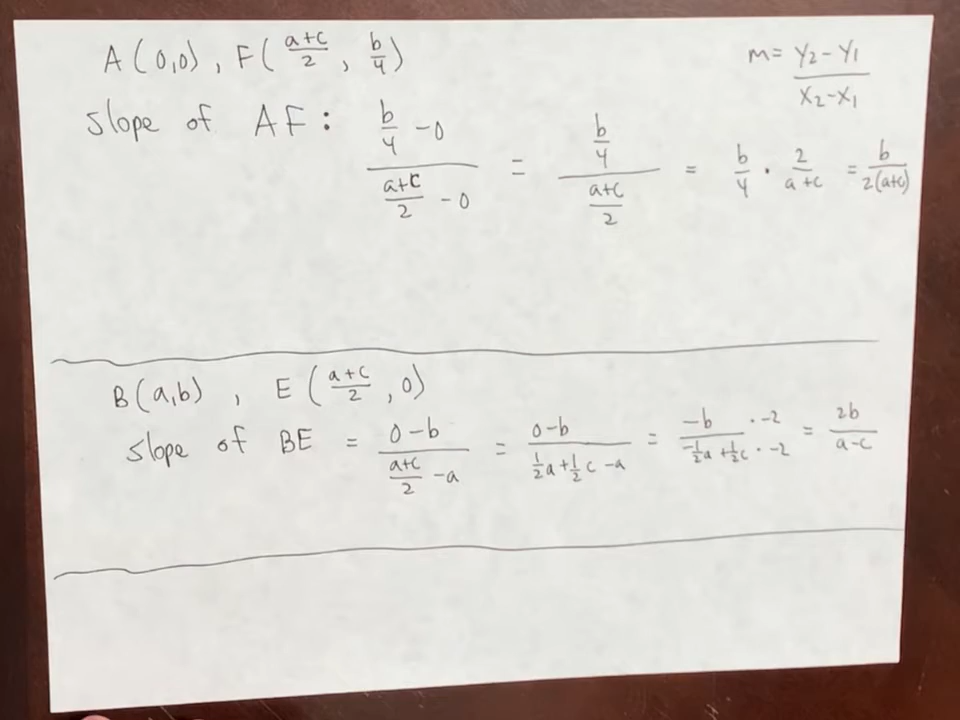 A(0,0), F((a+c)/2, b/4)
m = (y2-y1)/(x2-x1)
slope of AF: (b/4 - 0)/((a+c)/2 - 0) = (b/4)/((a+c)/2) = b/4 · 2/(a+c) = b/(2(a+c))
B(a,b), E((a+c)/2, 0)
slope of BE = (0-b)/((a+c)/2 - a) = (0-b)/(1/2a+1/2c-a) = (-b · -2)/(-1/2a+1/2c · -2) = 2b/(a-c)